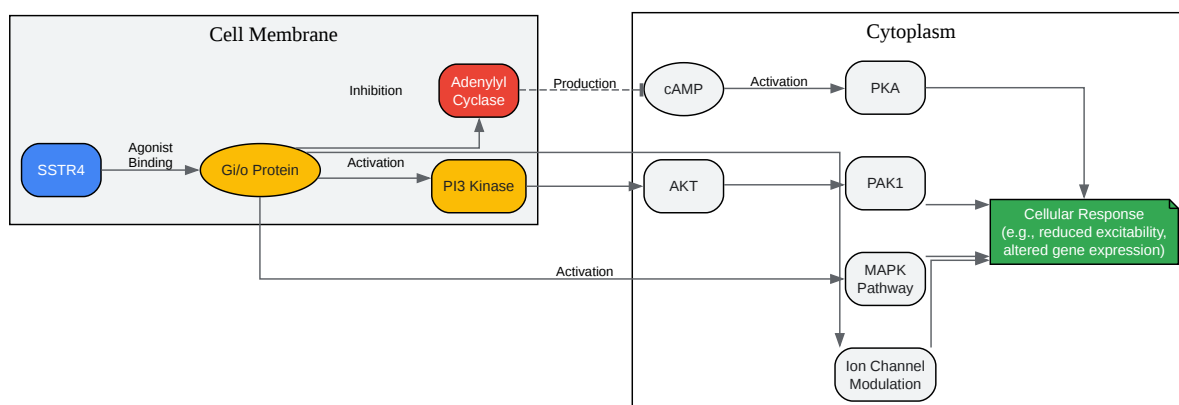 Cell Membrane
Cytoplasm
Inhibition
Adenylyl
Cyclase
Production
cAMP
Activation
PKA
SSTR4
Agonist
Binding
Gi/o Protein
Activation
PI3 Kinase
AKT
PAK1
Cellular Response
(e.g., reduced excitability,
altered gene expression)
Activation
MAPK
Pathway
Ion Channel
Modulation